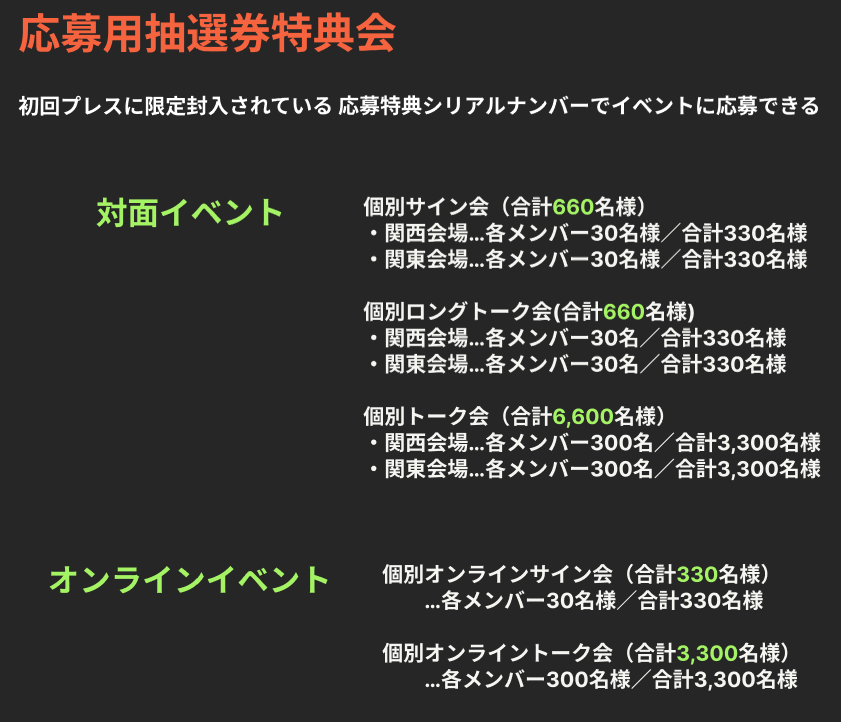 応募用抽選券特典会
初回プレスに限定封入されている 応募特典シリアルナンバーでイベントに応募できる
対面イベント
個別サイン会（合計660名様）
・関西会場…各メンバー30名様／合計330名様
・関東会場…各メンバー30名様／合計330名様
個別ロングトーク会(合計660名様)
・関西会場…各メンバー30名／合計330名様
・関東会場…各メンバー30名／合計330名様
個別トーク会（合計6,600名様）
・関西会場…各メンバー300名／合計3,300名様
・関東会場…各メンバー300名／合計3,300名様
オンラインイベント
個別オンラインサイン会（合計330名様）
…各メンバー30名様／合計330名様
個別オンライントーク会（合計3,300名様）
…各メンバー300名様／合計3,300名様